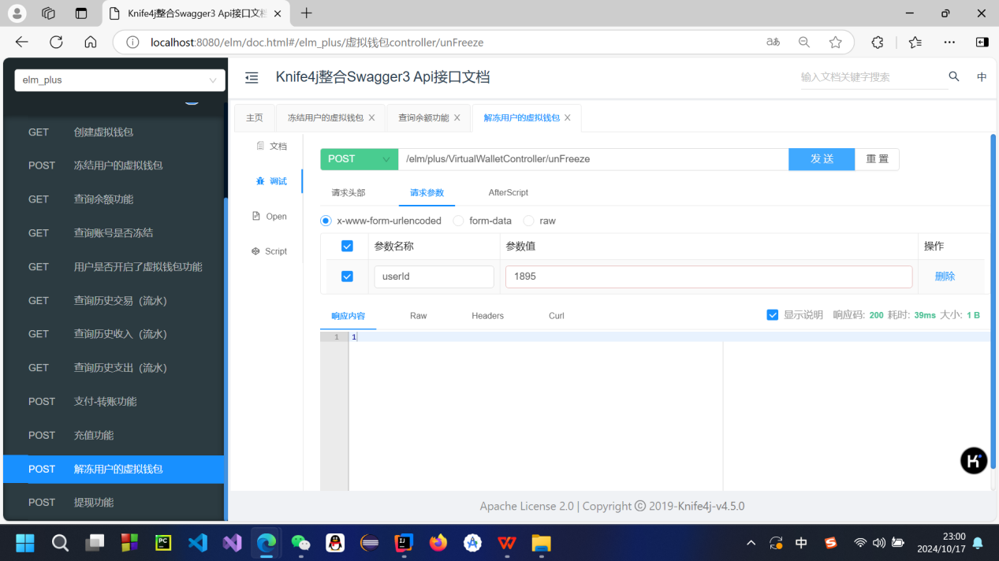 Knife4j整合Swagger3 Api接口文档
localhost:8080/elm/doc.html#/elm_plus/虚拟钱包controller/unFreeze
elm_plus
Knife4j整合Swagger3 Api接口文档
输入文档关键字搜索
中
主页 冻结用户的虚拟钱包 查询余额功能 解冻用户的虚拟钱包
GET 创建虚拟钱包
POST 冻结用户的虚拟钱包
GET 查询余额功能
GET 查询账号是否冻结
GET 用户是否开启了虚拟钱包功能
GET 查询历史交易（流水）
GET 查询历史收入（流水）
GET 查询历史支出（流水）
POST 支付-转账功能
POST 充值功能
POST 解冻用户的虚拟钱包
POST 提现功能
文档
调试
Open
Script
POST /elm/plus/VirtualWalletController/unFreeze 发 送 重 置
请求头部 请求参数 AfterScript
x-www-form-urlencoded form-data raw
参数名称 参数值 操作
userId 1895 删除
响应内容 Raw Headers Curl 显示说明 响应码: 200 耗时: 39ms 大小: 1 B
1 1
Apache License 2.0 | Copyright © 2019-Knife4j-v4.5.0
中
23:00
2024/10/17